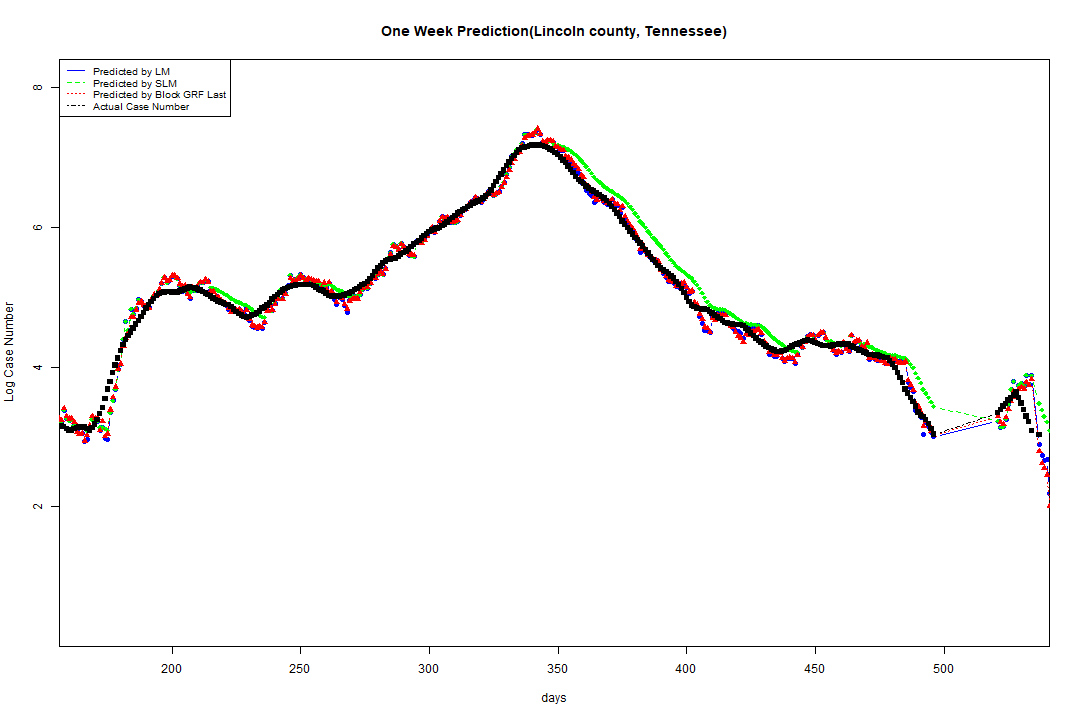 One Week Prediction(Lincoln county, Tennessee)
Predicted by LM
Predicted by SLM
Predicted by Block GRF Last
Actual Case Number
8
6
4
2
Log Case Number
200 250 300 350 400 450 500
days